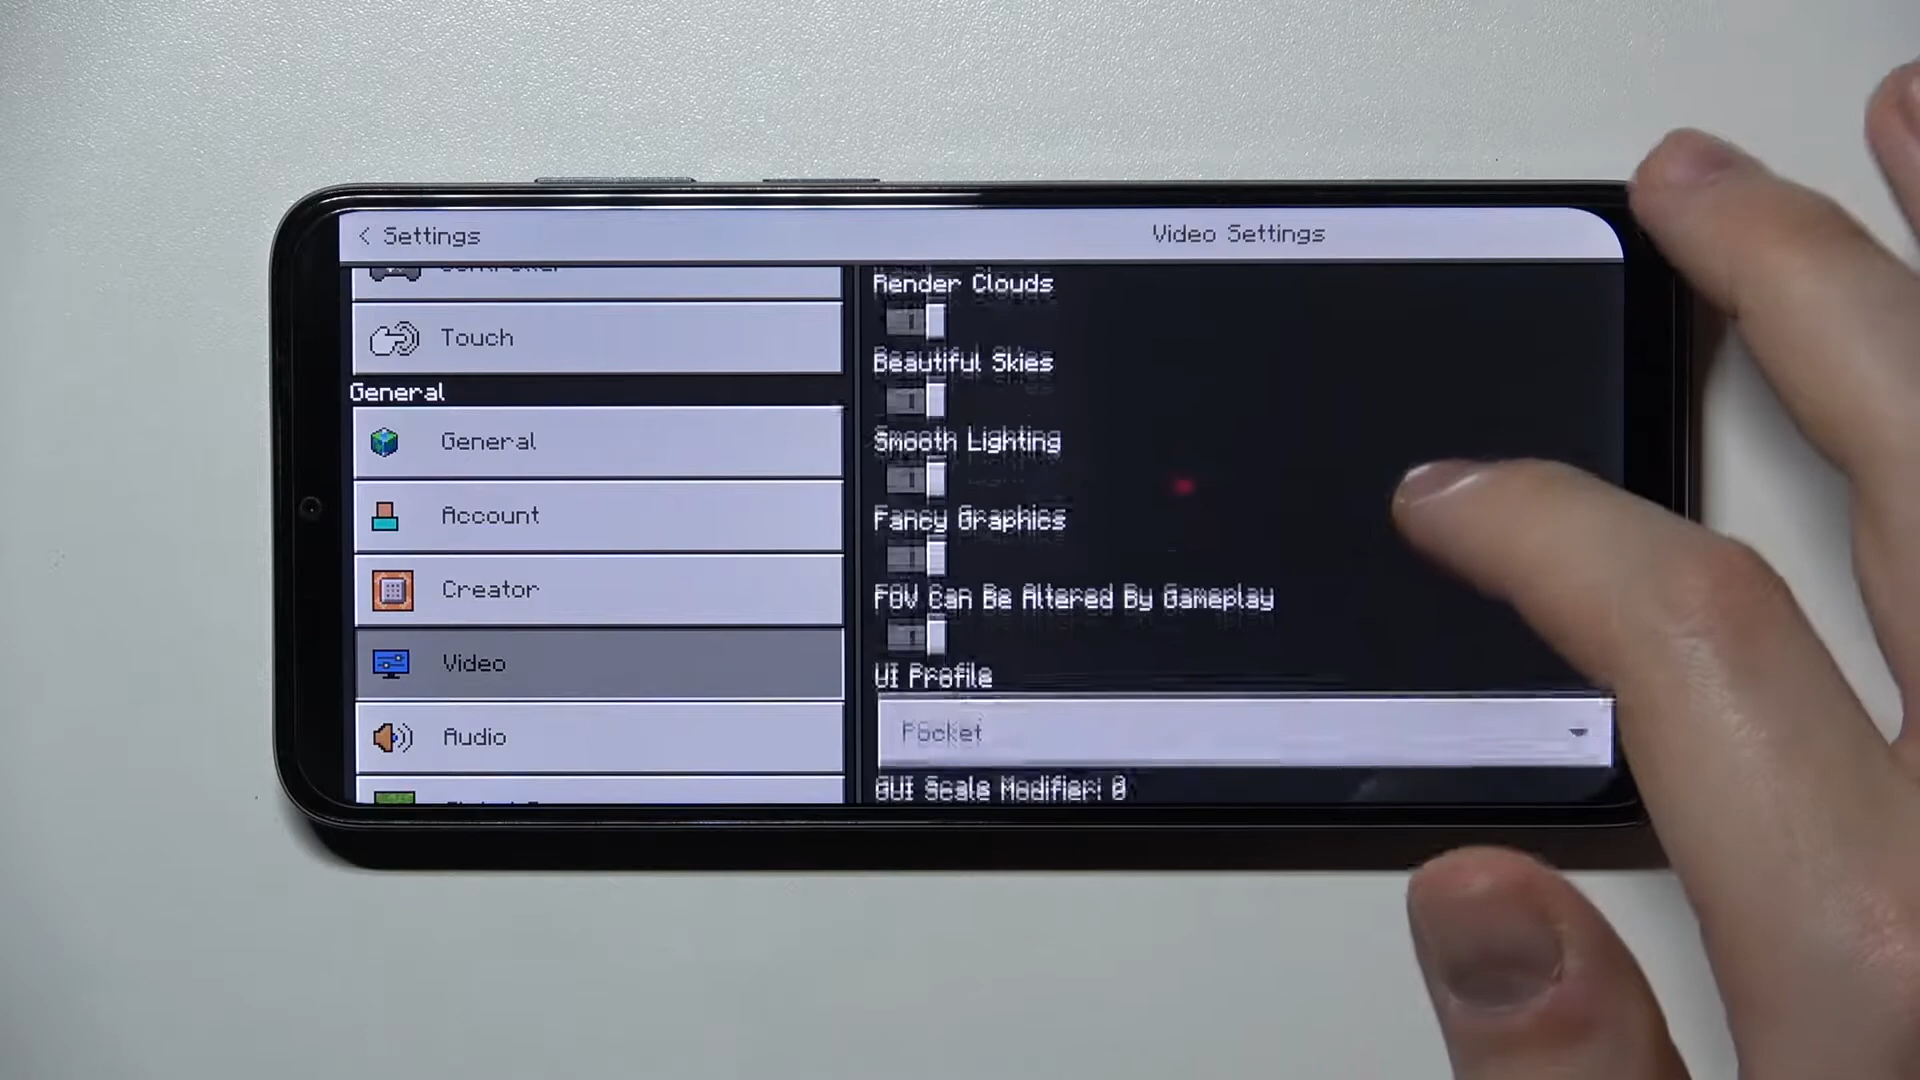 < Settings
Video Settings
Touch
General
General
Account
Creator
Video
Audio
Render Clouds
Beautiful Skies
Smooth Lighting
Fancy Graphics
FOV Can Be Altered By Gameplay
UI Profile
Pocket
GUI Scale Modifier: 0